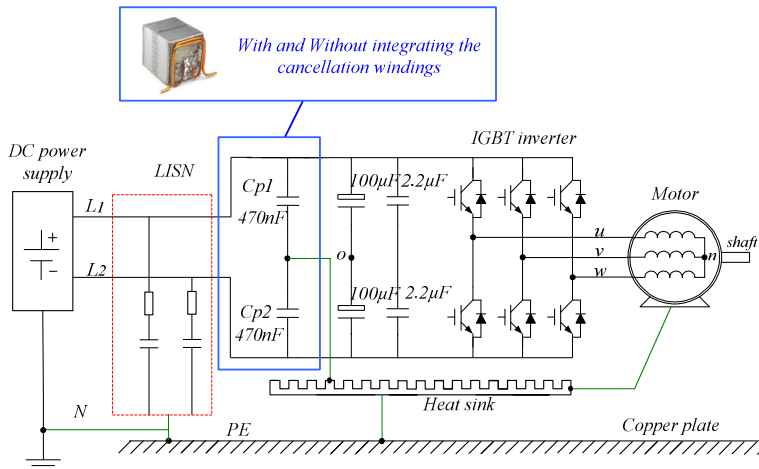 With and Without integrating the
cancellation windings
DC power
supply
LISN
IGBT inverter
Motor
L1
L2
Cp1
470nF
100μF
2.2μF
u
v
w
n
shaft
o
Cp2
470nF
100μF
2.2μF
+
−
N
PE
Heat sink
Copper plate